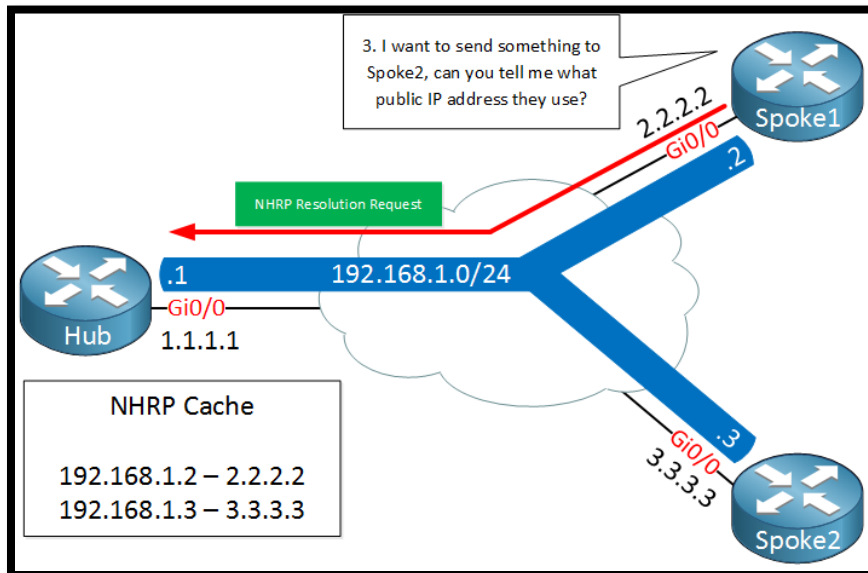 3. I want to send something to
Spoke2, can you tell me what
public IP address they use?
2.2.2.2
Gi0/0
Spoke1
.2
NHRP Resolution Request
.1
192.168.1.0/24
Gi0/0
Hub
1.1.1.1
NHRP Cache
192.168.1.2 – 2.2.2.2
192.168.1.3 – 3.3.3.3
.3
Gi0/0
3.3.3.3
Spoke2